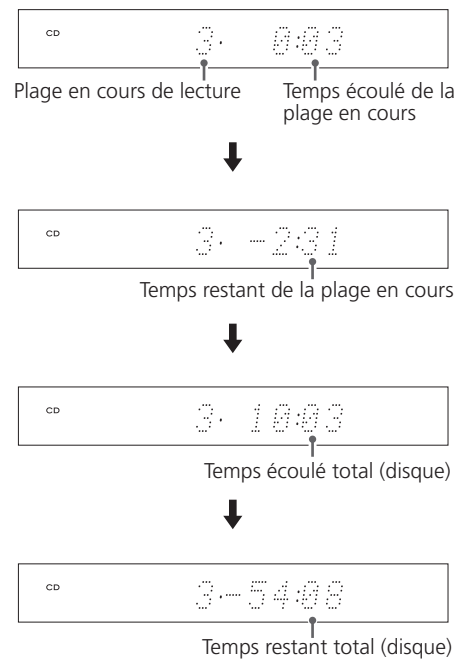 CD 3. 0:03
Plage en cours de lecture
Temps écoulé de la
plage en cours
CD 3. -2:31
Temps restant de la plage en cours
CD 3. 10:03
Temps écoulé total (disque)
CD 3.-54:08
Temps restant total (disque)